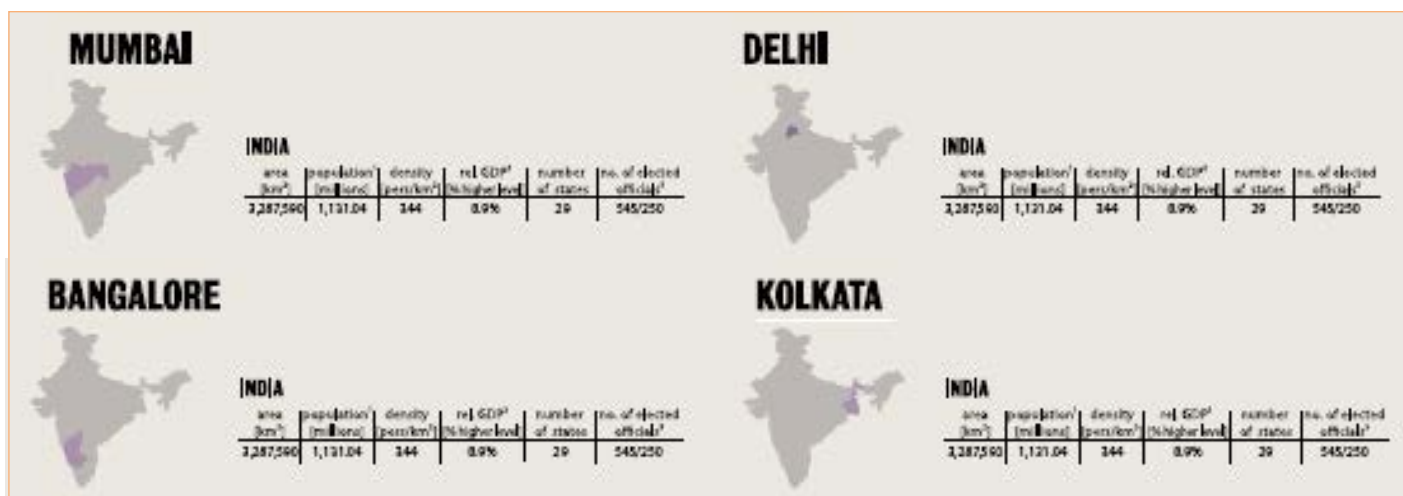 MUMBAI
INDIA
area population¹ density rel. GDP² number no. of elected
[km²] [millions] [pers/km²] [% higher level] of states officials³
3,287,590 1,131.04 344 8.9% 29 545/250
DELHI
INDIA
area population¹ density rel. GDP² number no. of elected
[km²] [millions] [pers/km²] [% higher level] of states officials³
3,287,590 1,131.04 344 8.9% 29 545/250
BANGALORE
INDIA
area population¹ density rel. GDP² number no. of elected
[km²] [millions] [pers/km²] [% higher level] of states officials³
3,287,590 1,131.04 344 8.9% 29 545/250
KOLKATA
INDIA
area population¹ density rel. GDP² number no. of elected
[km²] [millions] [pers/km²] [% higher level] of states officials³
3,287,590 1,131.04 344 8.9% 29 545/250